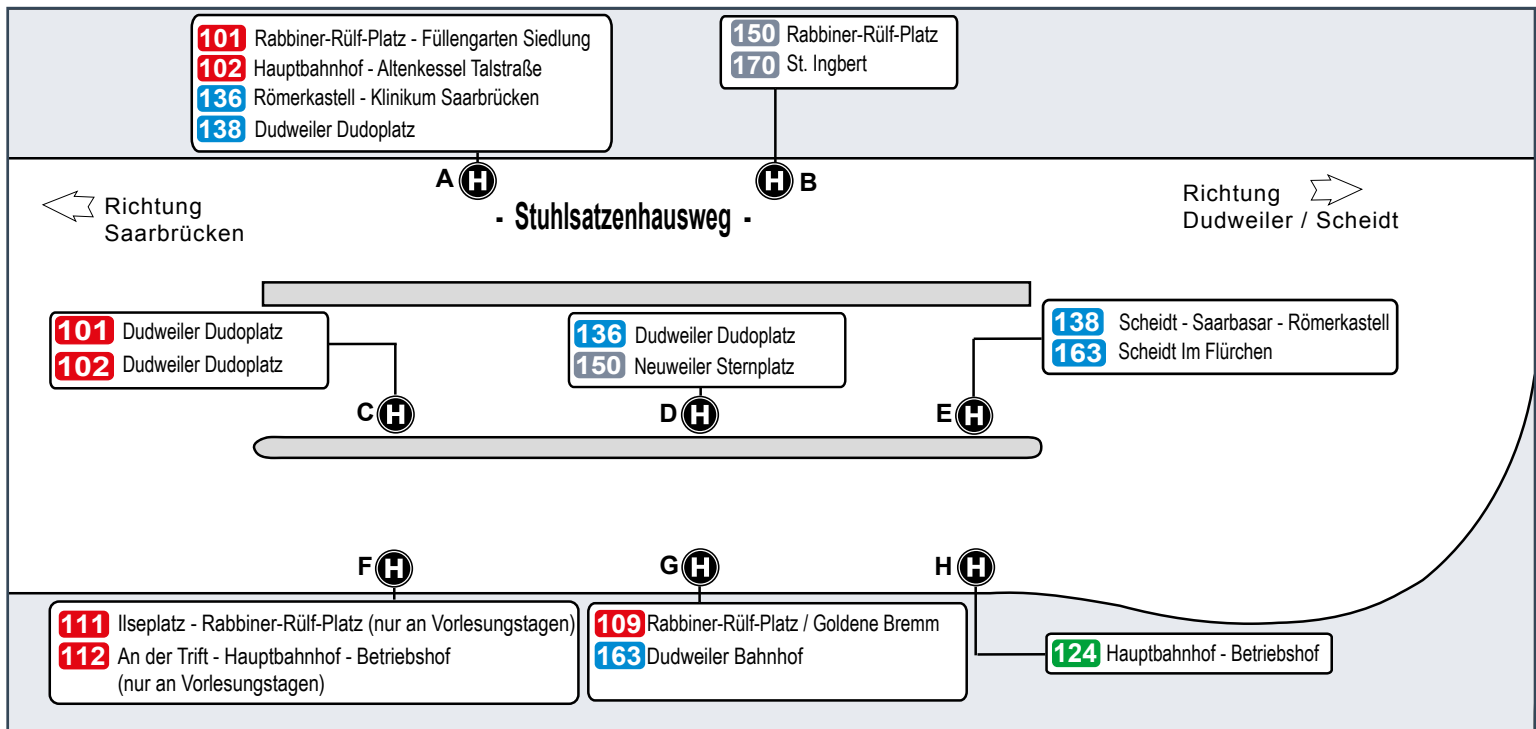 101 Rabbiner-Rülf-Platz - Füllengarten Siedlung
102 Hauptbahnhof - Altenkessel Talstraße
136 Römerkastell - Klinikum Saarbrücken
138 Dudweiler Dudoplatz
150 Rabbiner-Rülf-Platz
170 St. Ingbert
A H
H B
Richtung
Saarbrücken
- Stuhlsatzenhausweg -
Richtung
Dudweiler / Scheidt
101 Dudweiler Dudoplatz
102 Dudweiler Dudoplatz
136 Dudweiler Dudoplatz
150 Neuweiler Sternplatz
138 Scheidt - Saarbasar - Römerkastell
163 Scheidt Im Flürchen
C H
D H
E H
F H
G H
H H
111 Ilseplatz - Rabbiner-Rülf-Platz (nur an Vorlesungstagen)
112 An der Trift - Hauptbahnhof - Betriebshof
(nur an Vorlesungstagen)
109 Rabbiner-Rülf-Platz / Goldene Bremm
163 Dudweiler Bahnhof
124 Hauptbahnhof - Betriebshof